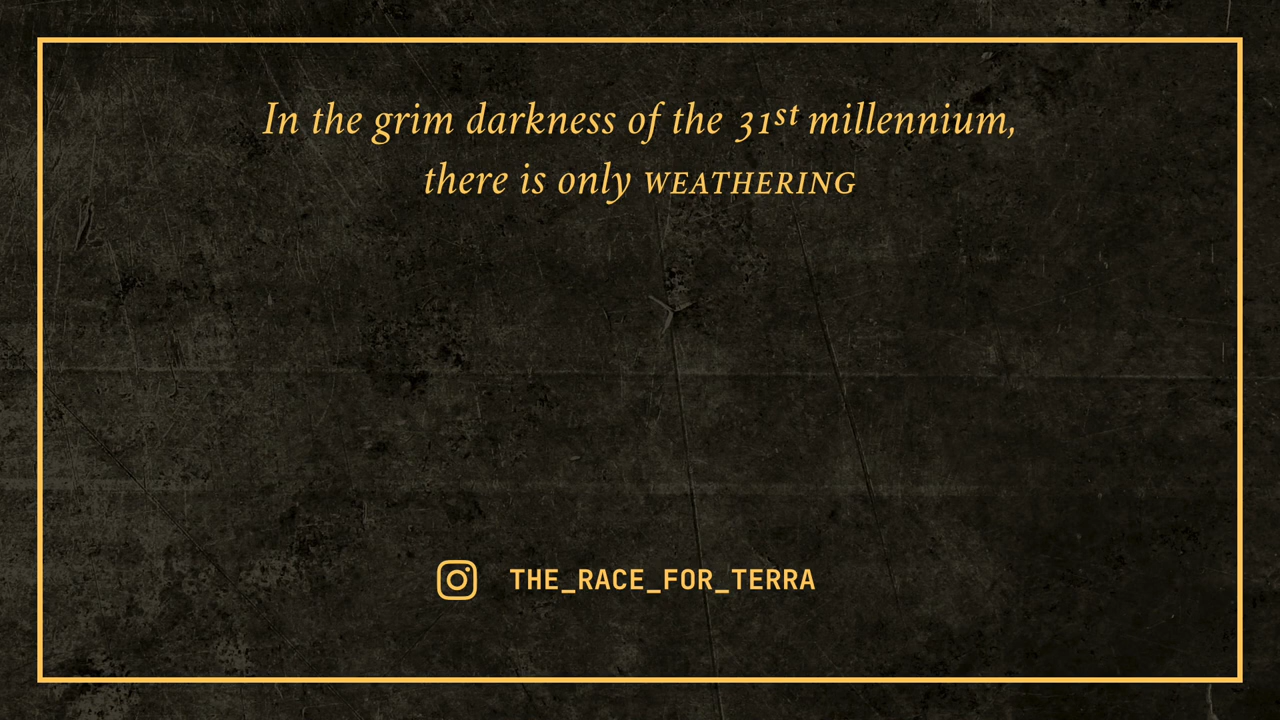 In the grim darkness of the 31st millennium,
there is only WEATHERING
THE_RACE_FOR_TERRA